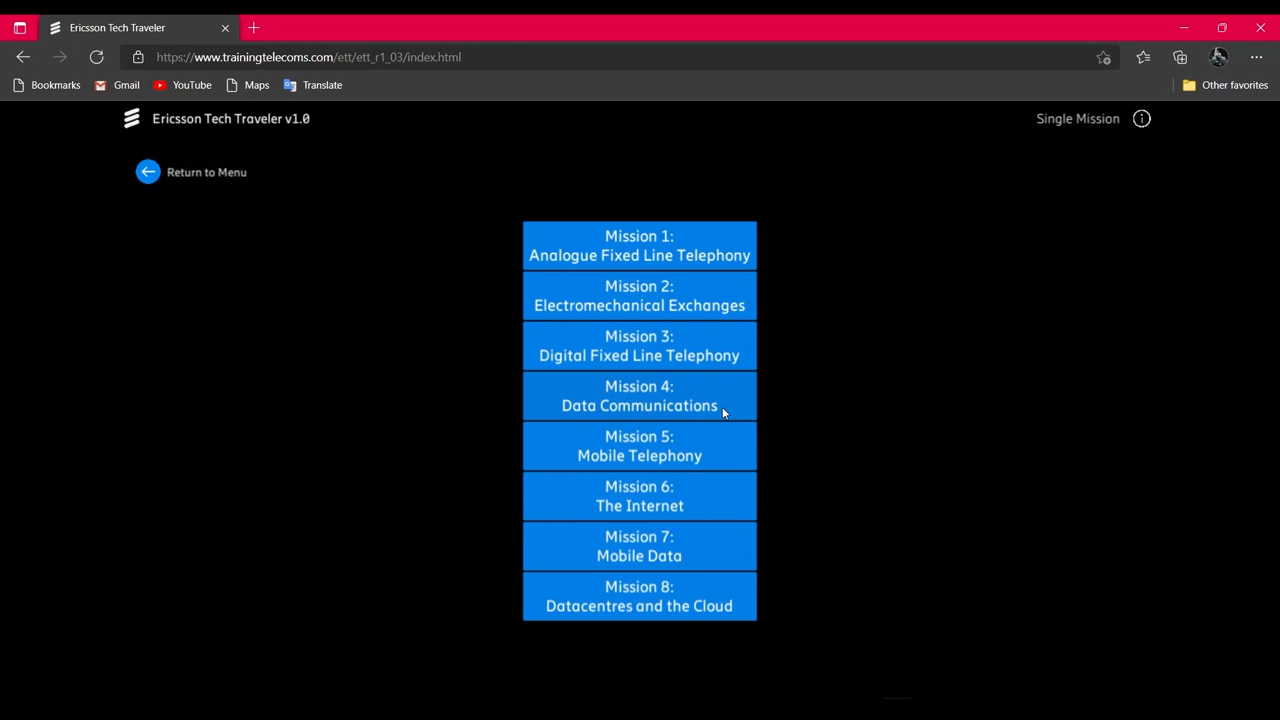 Ericsson Tech Traveler
https://www.trainingtelecoms.com/ett/ett_r1_03/index.html
Bookmarks Gmail YouTube Maps Translate Other favorites
Ericsson Tech Traveler v1.0 Single Mission
Return to Menu
Mission 1:
Analogue Fixed Line Telephony
Mission 2:
Electromechanical Exchanges
Mission 3:
Digital Fixed Line Telephony
Mission 4:
Data Communications
Mission 5:
Mobile Telephony
Mission 6:
The Internet
Mission 7:
Mobile Data
Mission 8:
Datacentres and the Cloud